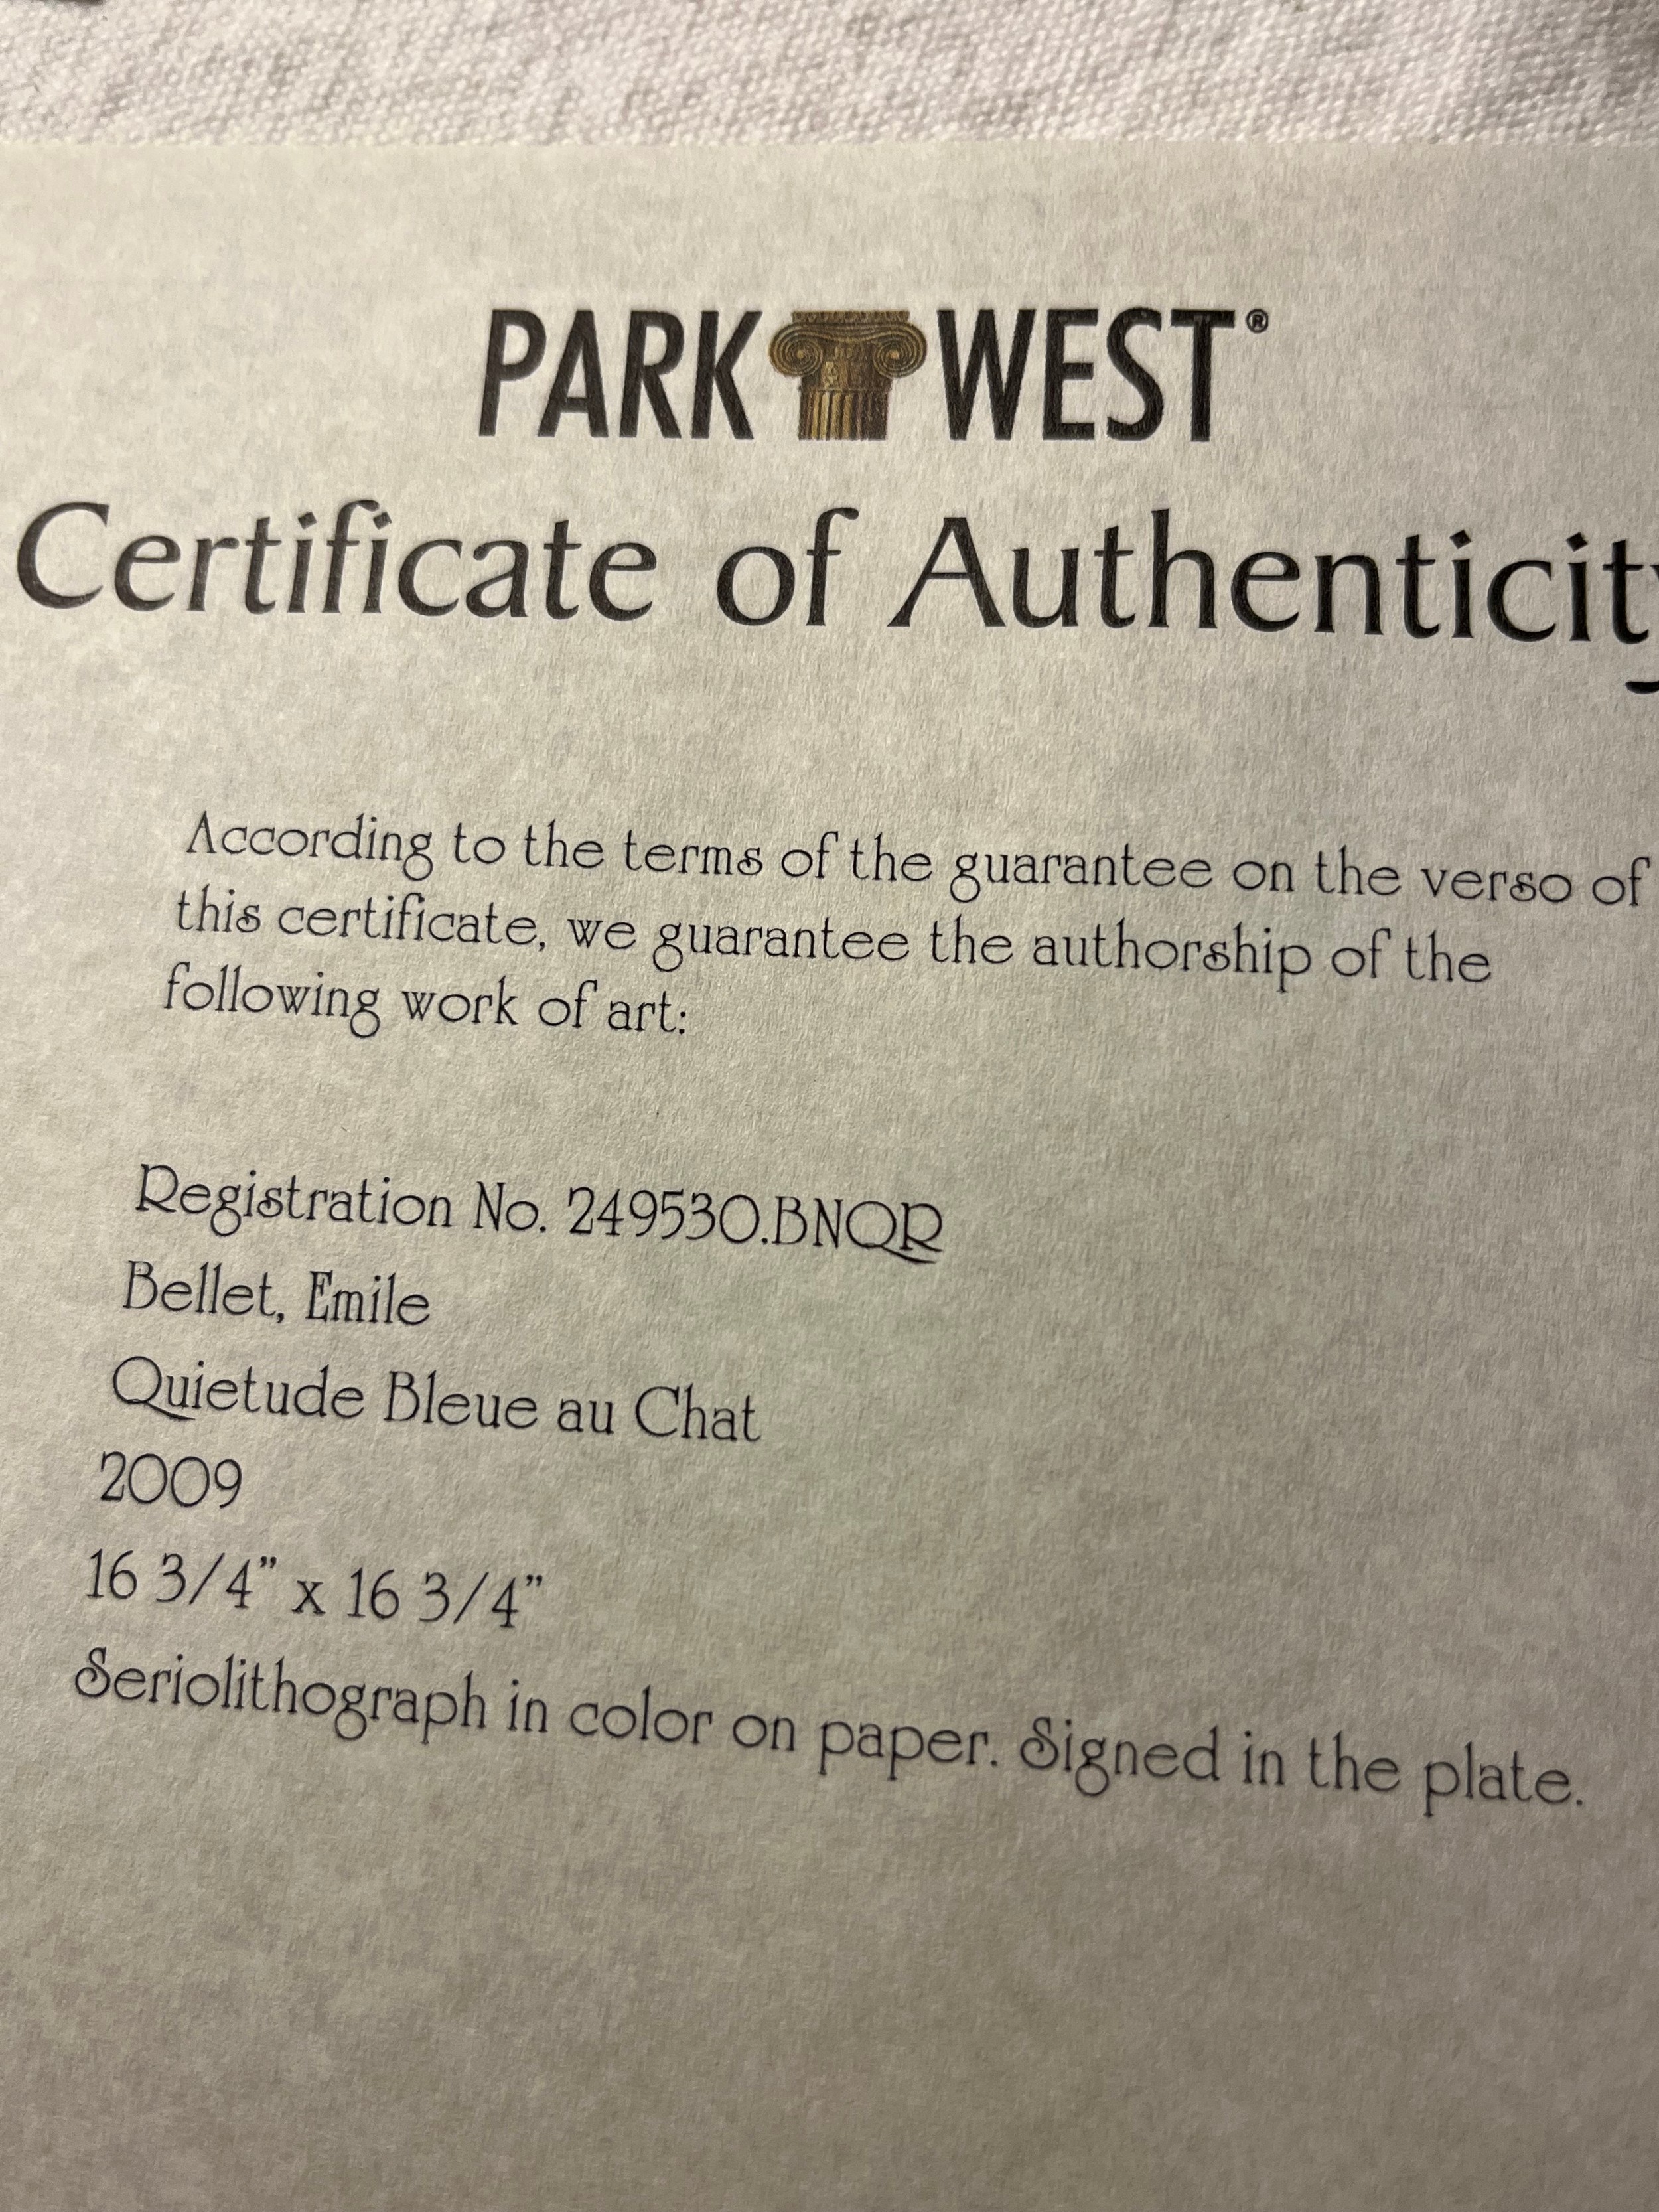 PARK WEST®
Certificate of Authenticity
According to the terms of the guarantee on the verso of
this certificate, we guarantee the authorship of the
following work of art:
Registration No. 249530.BNQR
Bellet, Emile
Quietude Bleue au Chat
2009
16 3/4” x 16 3/4”
Seriolithograph in color on paper. Signed in the plate.